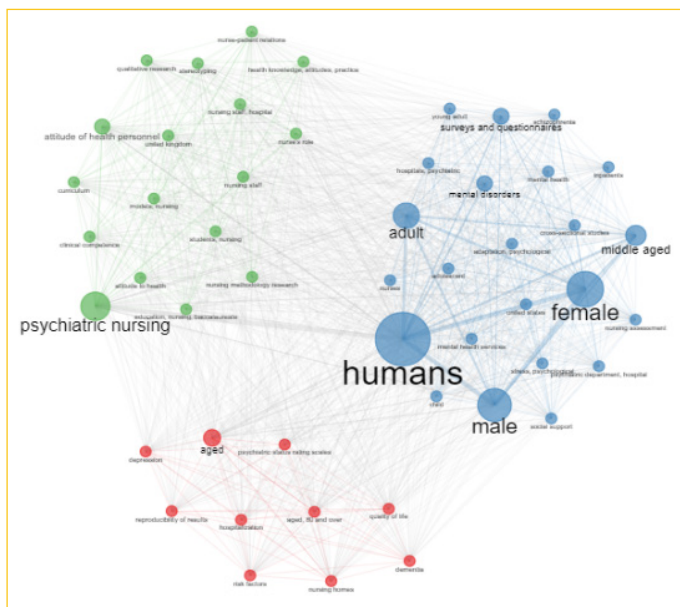 nurse-patient relations
qualitative research
stereotyping
health knowledge, attitudes, practice
nursing staff, hospital
attitude of health personnel
united kingdom
nurse's role
nursing staff
curriculum
models, nursing
students, nursing
clinical competence
attitude to health
nursing methodology research
education, nursing, baccalaureate
psychiatric nursing
young adult
schizophrenia
surveys and questionnaires
hospitals, psychiatric
mental health
inpatients
mental disorders
adult
cross-sectional studies
adaptation, psychological
middle aged
nurses
adolescent
female
united states
nursing assessment
humans
mental health services
stress, psychological
psychiatric department, hospital
child
male
social support
aged
depression
psychiatric status rating scales
reproducibility of results
hospitalization
aged, 80 and over
quality of life
dementia
risk factors
nursing homes